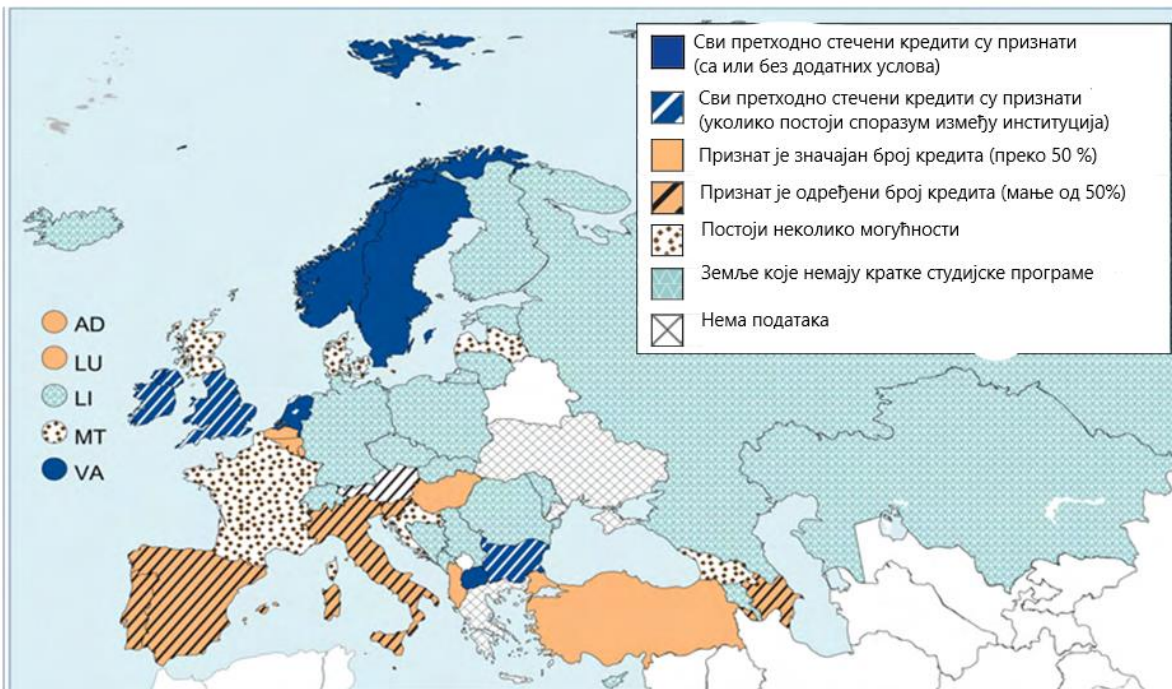 Сви претходно стечени кредити су признати
(са или без додатних услова)
Сви претходно стечени кредити су признати
(уколико постоји споразум између институција)
Признат је значајан број кредита (преко 50 %)
Признат је одређени број кредита (мање од 50%)
Постоји неколико могућности
Земље које немају кратке студијске програме
Нема података
AD
LU
LI
MT
VA